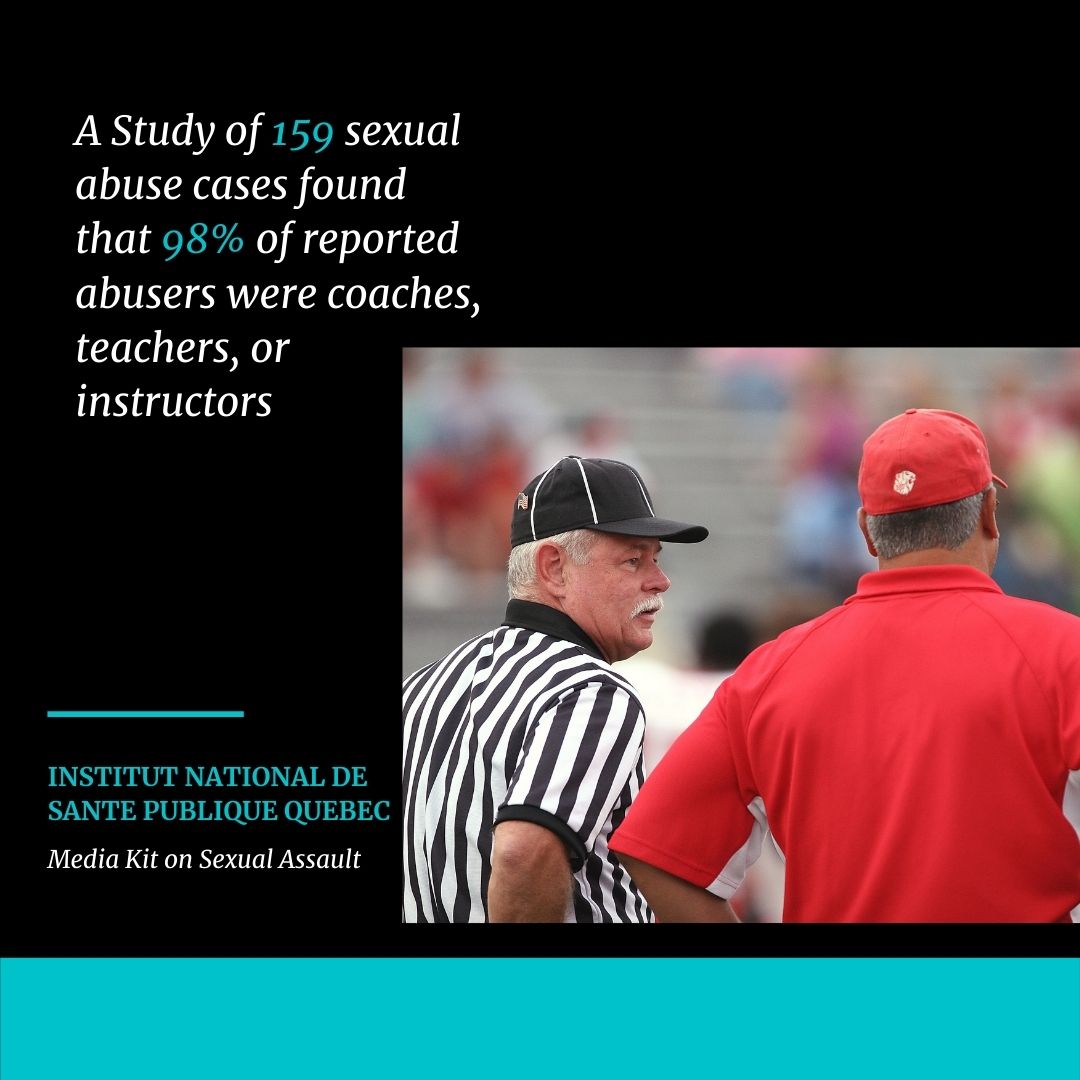 A Study of 159 sexual
abuse cases found
that 98% of reported
abusers were coaches,
teachers, or
instructors
INSTITUT NATIONAL DE
SANTE PUBLIQUE QUEBEC
Media Kit on Sexual Assault